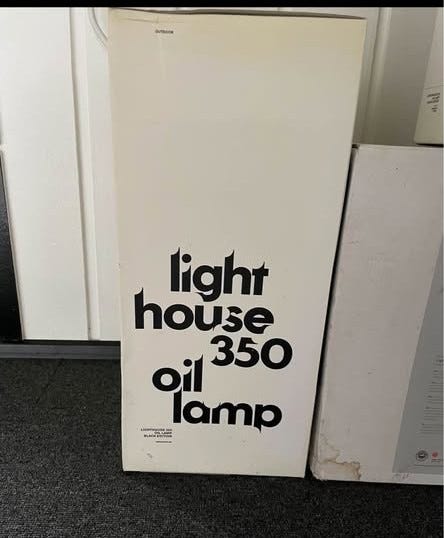 OUTDOOR
light
house
350
oil
lamp
LIGHTHOUSE 350
OIL LAMP
BLACK EDITION